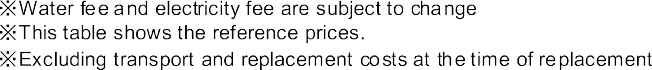 ※Water fee and electricity fee are subject to change
※This table shows the reference prices.
※Excluding transport and replacement costs at the time of replacement